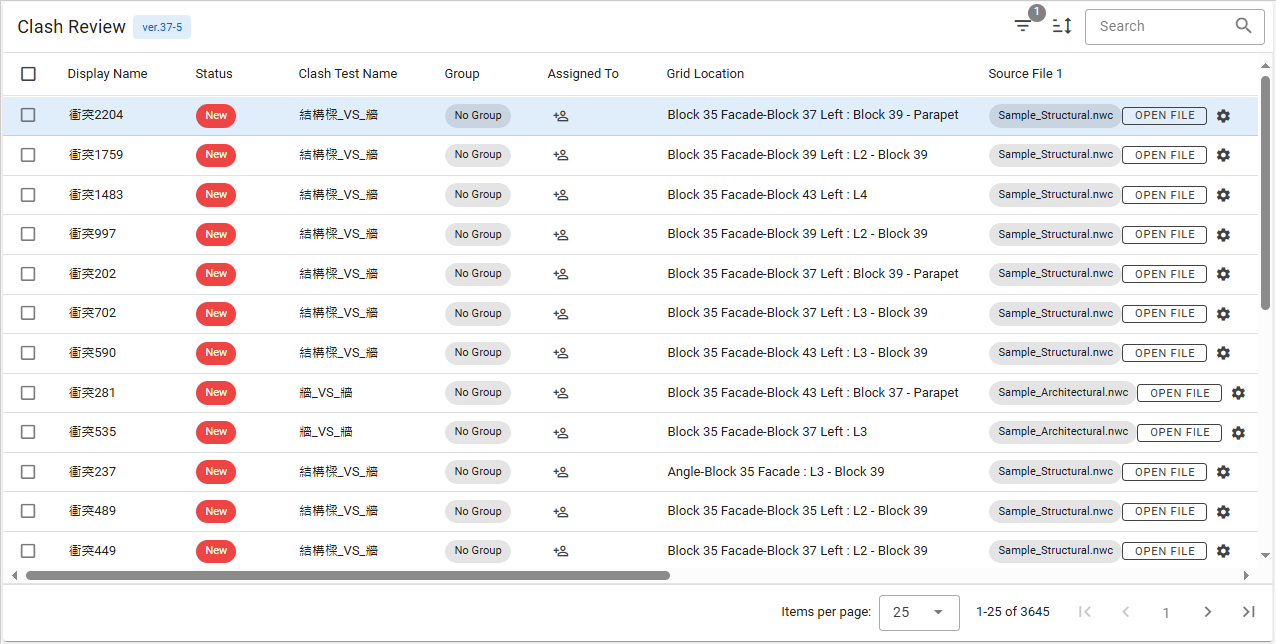 Clash Review ver.37-5 1 Search
Display Name Status Clash Test Name Group Assigned To Grid Location Source File 1
衝突2204 New 結構樑_VS_牆 No Group Block 35 Facade-Block 37 Left : Block 39 - Parapet Sample_Structural.nwc OPEN FILE
衝突1759 New 結構樑_VS_牆 No Group Block 35 Facade-Block 39 Left : L2 - Block 39 Sample_Structural.nwc OPEN FILE
衝突1483 New 結構樑_VS_牆 No Group Block 35 Facade-Block 43 Left : L4 Sample_Structural.nwc OPEN FILE
衝突997 New 結構樑_VS_牆 No Group Block 35 Facade-Block 39 Left : L2 - Block 39 Sample_Structural.nwc OPEN FILE
衝突202 New 結構樑_VS_牆 No Group Block 35 Facade-Block 37 Left : Block 39 - Parapet Sample_Structural.nwc OPEN FILE
衝突702 New 結構樑_VS_牆 No Group Block 35 Facade-Block 37 Left : L3 - Block 39 Sample_Structural.nwc OPEN FILE
衝突590 New 結構樑_VS_牆 No Group Block 35 Facade-Block 43 Left : L3 - Block 39 Sample_Structural.nwc OPEN FILE
衝突281 New 牆_VS_牆 No Group Block 35 Facade-Block 43 Left : Block 37 - Parapet Sample_Architectural.nwc OPEN FILE
衝突535 New 牆_VS_牆 No Group Block 35 Facade-Block 37 Left : L3 Sample_Architectural.nwc OPEN FILE
衝突237 New 結構樑_VS_牆 No Group Angle-Block 35 Facade : L3 - Block 39 Sample_Structural.nwc OPEN FILE
衝突489 New 結構樑_VS_牆 No Group Block 35 Facade-Block 35 Left : L2 - Block 39 Sample_Structural.nwc OPEN FILE
衝突449 New 結構樑_VS_牆 No Group Block 35 Facade-Block 37 Left : L2 - Block 39 Sample_Structural.nwc OPEN FILE
Items per page: 25 1-25 of 3645 1